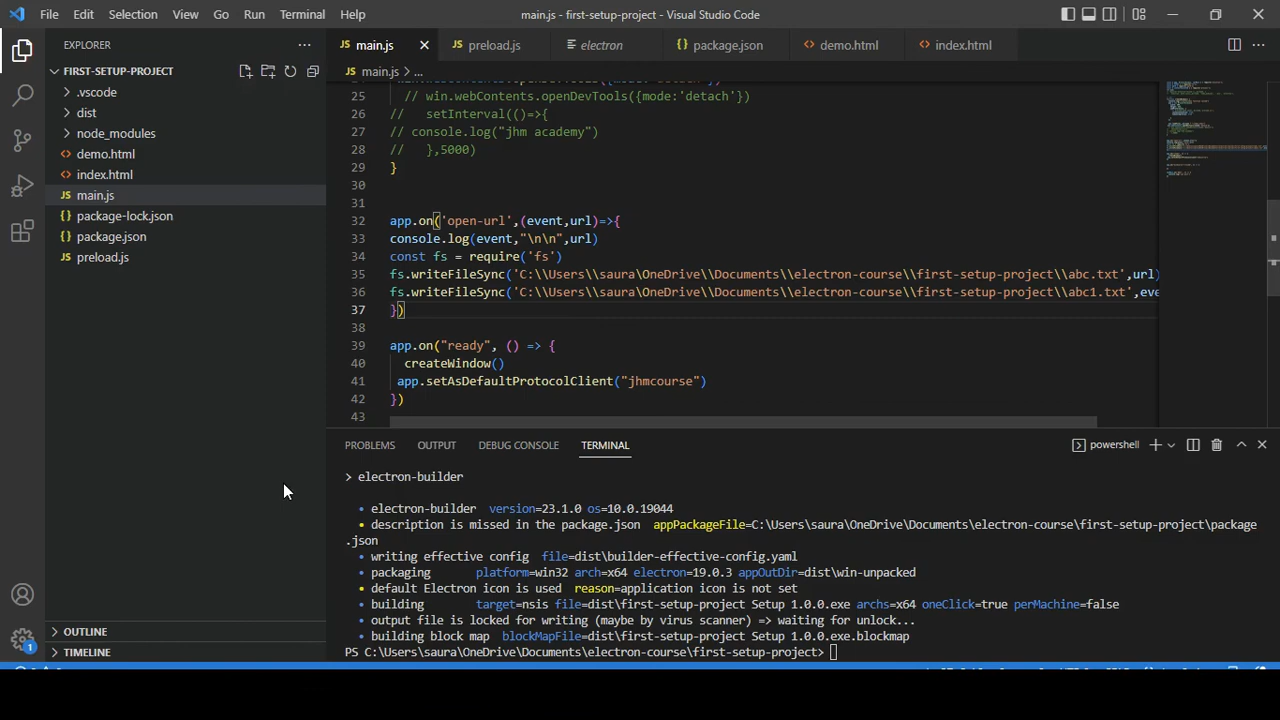 File Edit Selection View Go Run Terminal Help main.js - first-setup-project - Visual Studio Code
EXPLORER
FIRST-SETUP-PROJECT
.vscode
dist
node_modules
demo.html
index.html
main.js
package-lock.json
package.json
preload.js
OUTLINE
TIMELINE
1
main.js preload.js electron package.json demo.html index.html
main.js > ...
25 // win.webContents.openDevTools({mode:'detach'})
26 // setInterval(()=>{
27 // console.log("jhm academy")
28 // },5000)
29 }
30
31
32 app.on('open-url',(event,url)=>{
33 console.log(event,"\n\n",url)
34 const fs = require('fs')
35 fs.writeFileSync('C:\\Users\\saura\\OneDrive\\Documents\\electron-course\\first-setup-project\\abc.txt',url)
36 fs.writeFileSync('C:\\Users\\saura\\OneDrive\\Documents\\electron-course\\first-setup-project\\abc1.txt',eve
37 })
38
39 app.on("ready", () => {
40 createWindow()
41 app.setAsDefaultProtocolClient("jhmcourse")
42 })
43
PROBLEMS OUTPUT DEBUG CONSOLE TERMINAL powershell
> electron-builder
• electron-builder version=23.1.0 os=10.0.19044
• description is missed in the package.json appPackageFile=C:\Users\saura\OneDrive\Documents\electron-course\first-setup-project\package
.json
• writing effective config file=dist\builder-effective-config.yaml
• packaging platform=win32 arch=x64 electron=19.0.3 appOutDir=dist\win-unpacked
• default Electron icon is used reason=application icon is not set
• building target=nsis file=dist\first-setup-project Setup 1.0.0.exe archs=x64 oneClick=true perMachine=false
• output file is locked for writing (maybe by virus scanner) => waiting for unlock...
• building block map blockMapFile=dist\first-setup-project Setup 1.0.0.exe.blockmap
PS C:\Users\saura\OneDrive\Documents\electron-course\first-setup-project>